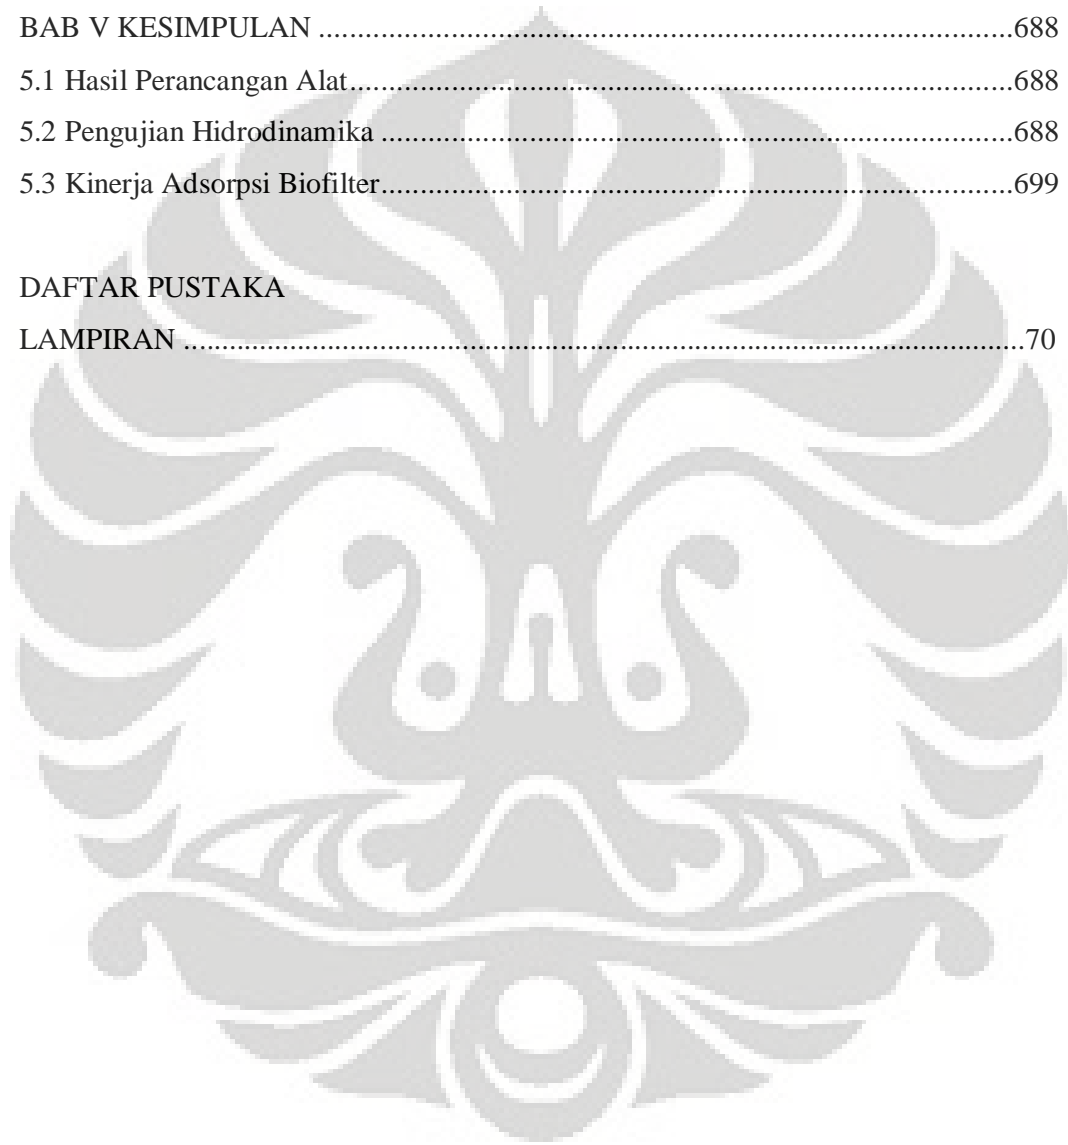 BAB V KESIMPULAN ............................................................................................688
5.1 Hasil Perancangan Alat........................................................................................688
5.2 Pengujian Hidrodinamika ....................................................................................688
5.3 Kinerja Adsorpsi Biofilter....................................................................................699
DAFTAR PUSTAKA
LAMPIRAN ...............................................................................................................70